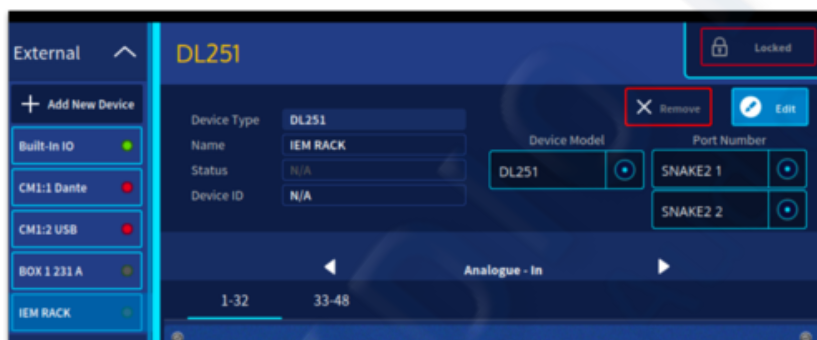 External
DL251
Locked
Add New Device
Remove
Edit
Device Type DL251
Name IEM RACK
Status N/A
Device ID N/A
Device Model
DL251
Port Number
SNAKE2 1
SNAKE2 2
Built-In IO
CM1:1 Dante
CM1:2 USB
BOX 1 231 A
IEM RACK
Analogue - In
1-32 33-48